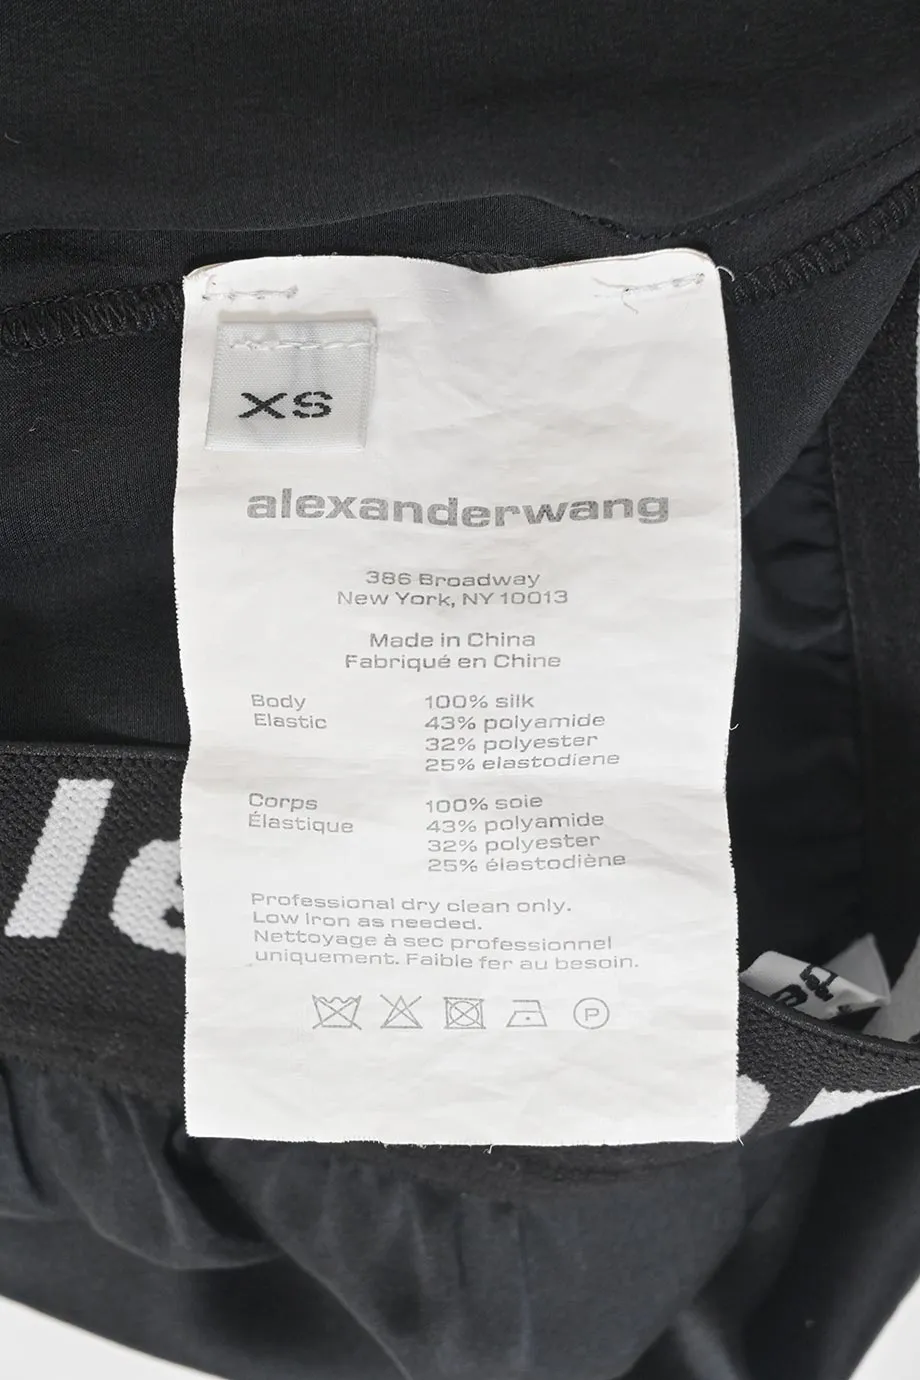 XS
alexanderwang
386 Broadway
New York, NY 10013
Made in China
Fabriqué en Chine
Body 100% silk
Elastic 43% polyamide
32% polyester
25% elastodiene
Corps 100% soie
Élastique 43% polyamide
32% polyester
25% élastodiène
Professional dry clean only.
Low Iron as needed.
Nettoyage à sec professionnel
uniquement. Faible fer au besoin.
P
le